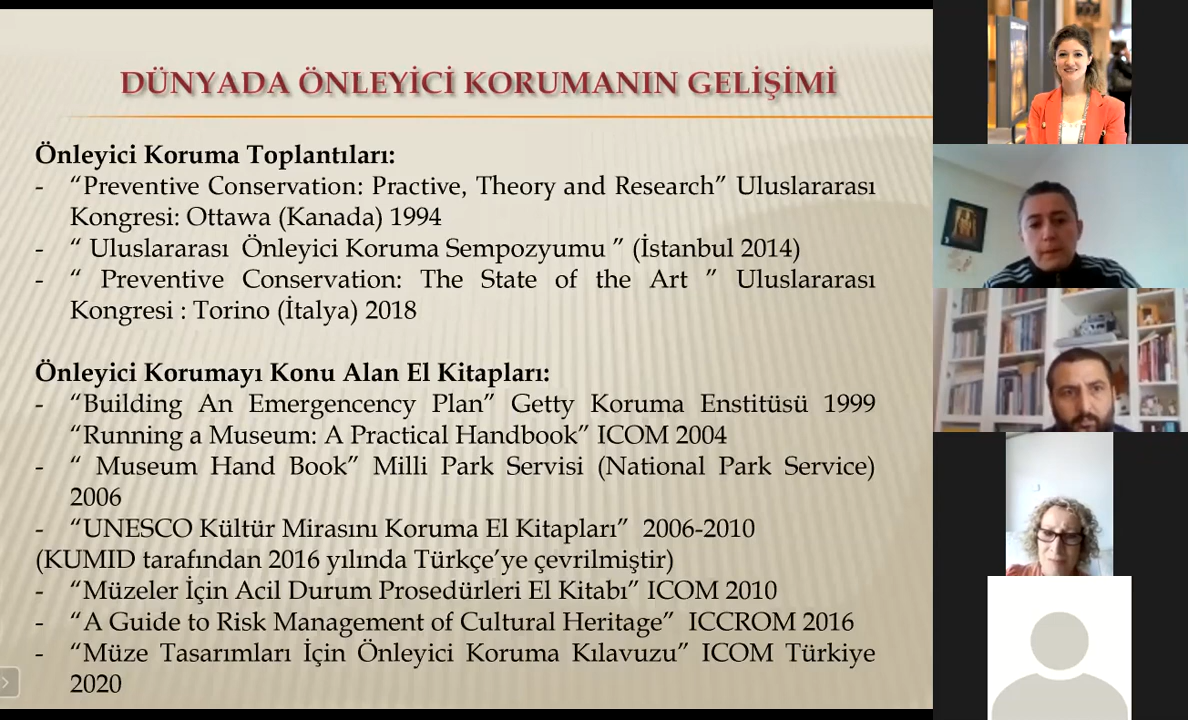 DÜNYADA ÖNLEYİCİ KORUMANIN GELİŞİMİ
Önleyici Koruma Toplantıları:
- “Preventive Conservation: Practive, Theory and Research” Uluslararası
Kongresi: Ottawa (Kanada) 1994
- “ Uluslararası Önleyici Koruma Sempozyumu ” (İstanbul 2014)
- “ Preventive Conservation: The State of the Art ” Uluslararası
Kongresi : Torino (İtalya) 2018
Önleyici Korumayı Konu Alan El Kitapları:
- “Building An Emergencency Plan” Getty Koruma Enstitüsü 1999
“Running a Museum: A Practical Handbook” ICOM 2004
- “ Museum Hand Book” Milli Park Servisi (National Park Service)
2006
- “UNESCO Kültür Mirasını Koruma El Kitapları” 2006-2010
(KUMID tarafından 2016 yılında Türkçe’ye çevrilmiştir)
- “Müzeler İçin Acil Durum Prosedürleri El Kitabı” ICOM 2010
- “A Guide to Risk Management of Cultural Heritage” ICCROM 2016
- “Müze Tasarımları İçin Önleyici Koruma Kılavuzu” ICOM Türkiye
2020